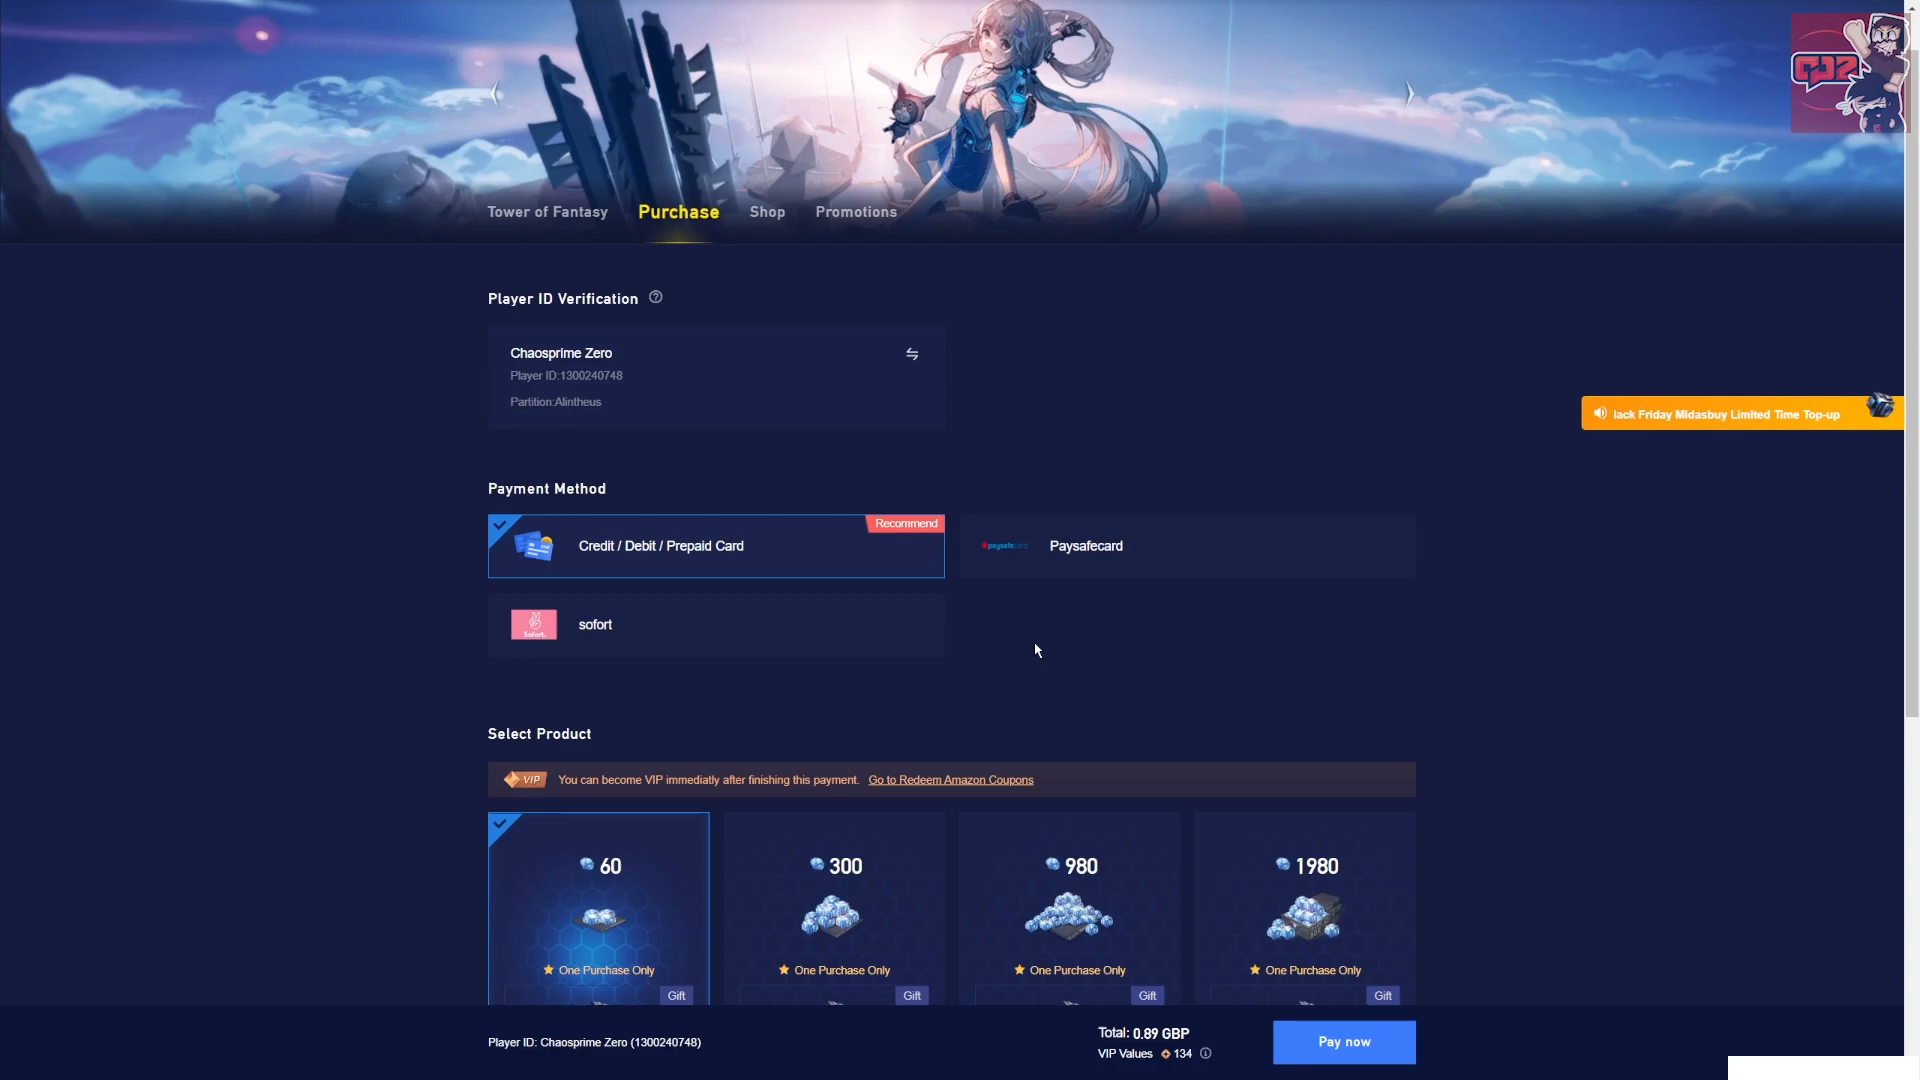 Tower of Fantasy Purchase Shop Promotions
Player ID Verification
Chaosprime Zero
Player ID:1300240748
Partition:Alintheus
lack Friday Midasbuy Limited Time Top-up
Payment Method
Recommend
Credit / Debit / Prepaid Card
paysafecard Paysafecard
Sofort. sofort
Select Product
VIP You can become VIP immediatly after finishing this payment. Go to Redeem Amazon Coupons
60 300 980 1980
One Purchase Only One Purchase Only One Purchase Only One Purchase Only
Gift Gift Gift Gift
Player ID: Chaosprime Zero (1300240748)
Total: 0.89 GBP
VIP Values 134
Pay now